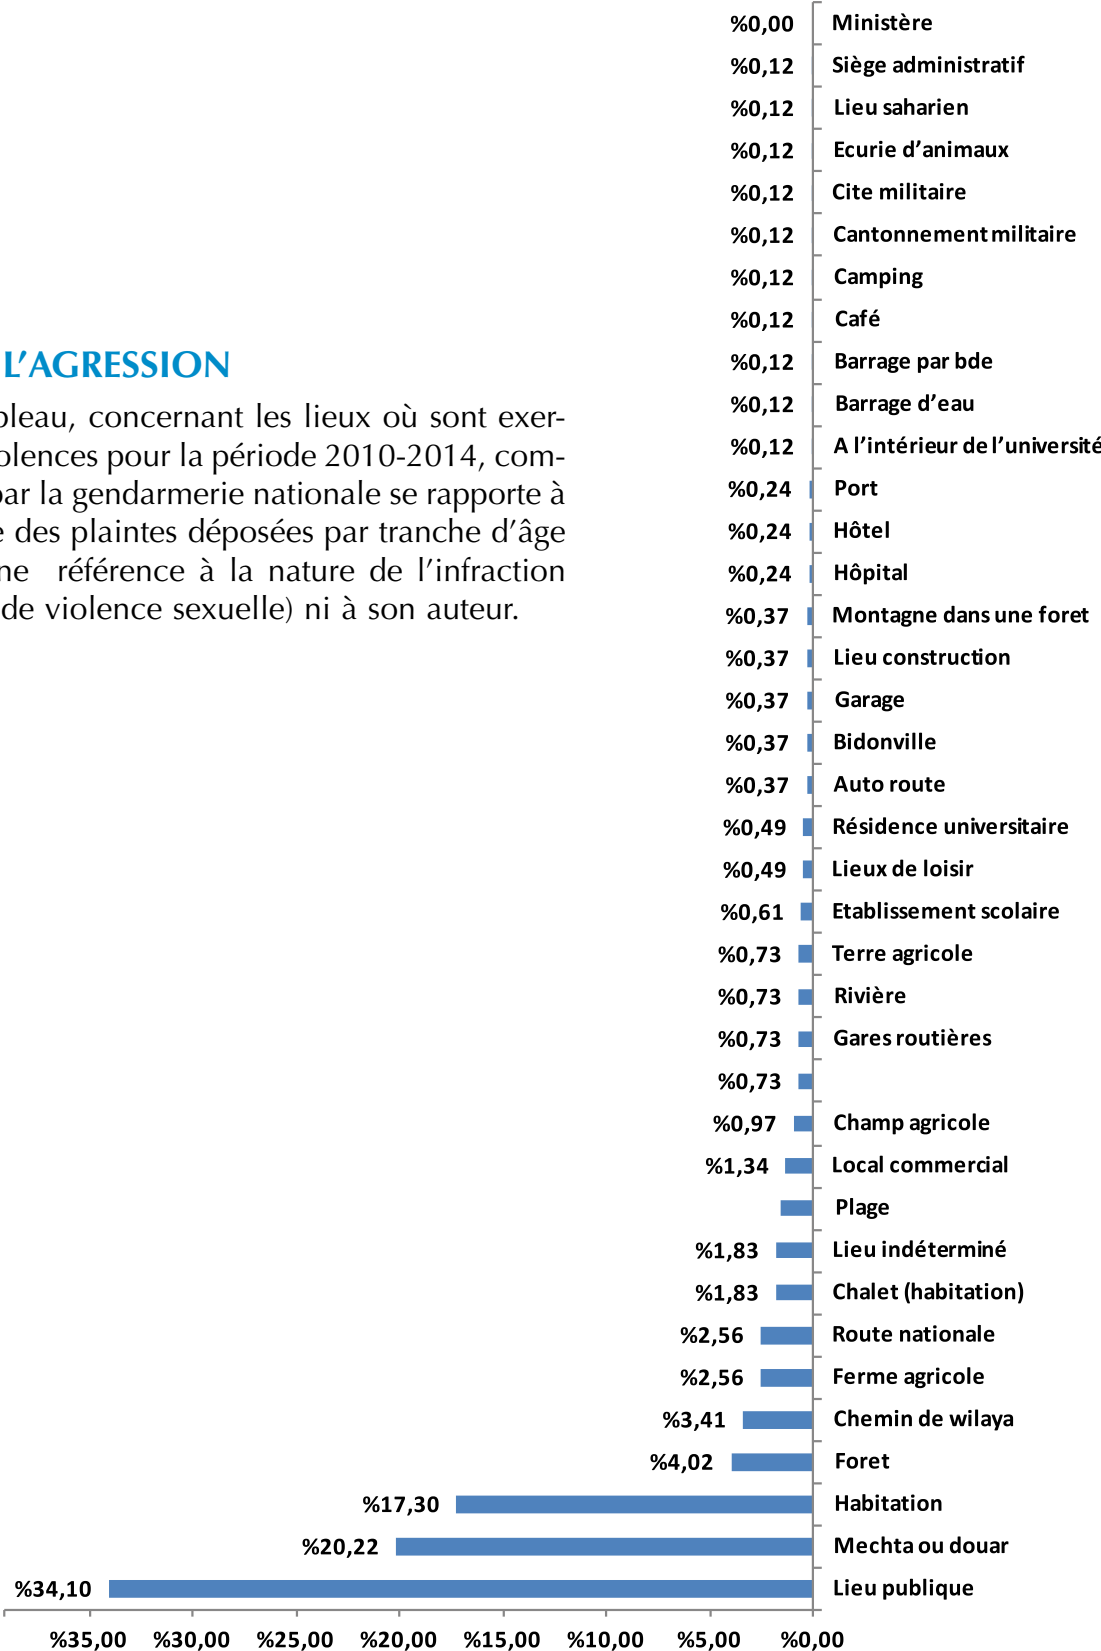 L’AGRESSION
bleau, concernant les lieux où sont exer-
olences pour la période 2010-2014, com-
par la gendarmerie nationale se rapporte à
e des plaintes déposées par tranche d’âge
ne référence à la nature de l’infraction
de violence sexuelle) ni à son auteur.
%0,00 Ministère
%0,12 Siège administratif
%0,12 Lieu saharien
%0,12 Ecurie d’animaux
%0,12 Cite militaire
%0,12 Cantonnement militaire
%0,12 Camping
%0,12 Café
%0,12 Barrage par bde
%0,12 Barrage d’eau
%0,12 A l’intérieur de l’université
%0,24 Port
%0,24 Hôtel
%0,24 Hôpital
%0,37 Montagne dans une foret
%0,37 Lieu construction
%0,37 Garage
%0,37 Bidonville
%0,37 Auto route
%0,49 Résidence universitaire
%0,49 Lieux de loisir
%0,61 Etablissement scolaire
%0,73 Terre agricole
%0,73 Rivière
%0,73 Gares routières
%0,73
%0,97 Champ agricole
%1,34 Local commercial
Plage
%1,83 Lieu indéterminé
%1,83 Chalet (habitation)
%2,56 Route nationale
%2,56 Ferme agricole
%3,41 Chemin de wilaya
%4,02 Foret
%17,30 Habitation
%20,22 Mechta ou douar
%34,10 Lieu publique
%35,00 %30,00 %25,00 %20,00 %15,00 %10,00 %5,00 %0,00